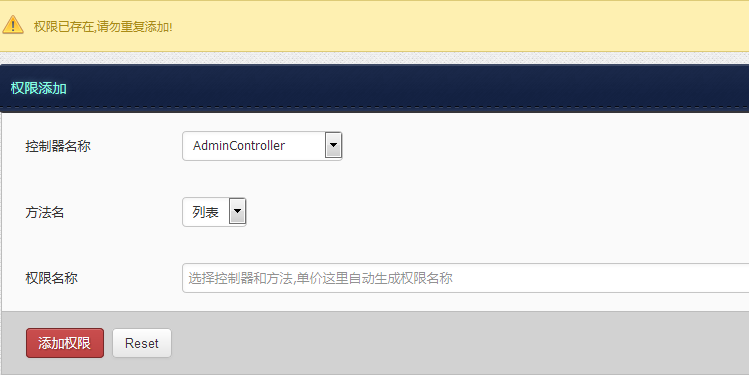 权限已存在,请勿重复添加!
权限添加
控制器名称 AdminController
方法名 列表
权限名称 选择控制器和方法,单价这里自动生成权限名称
添加权限 Reset